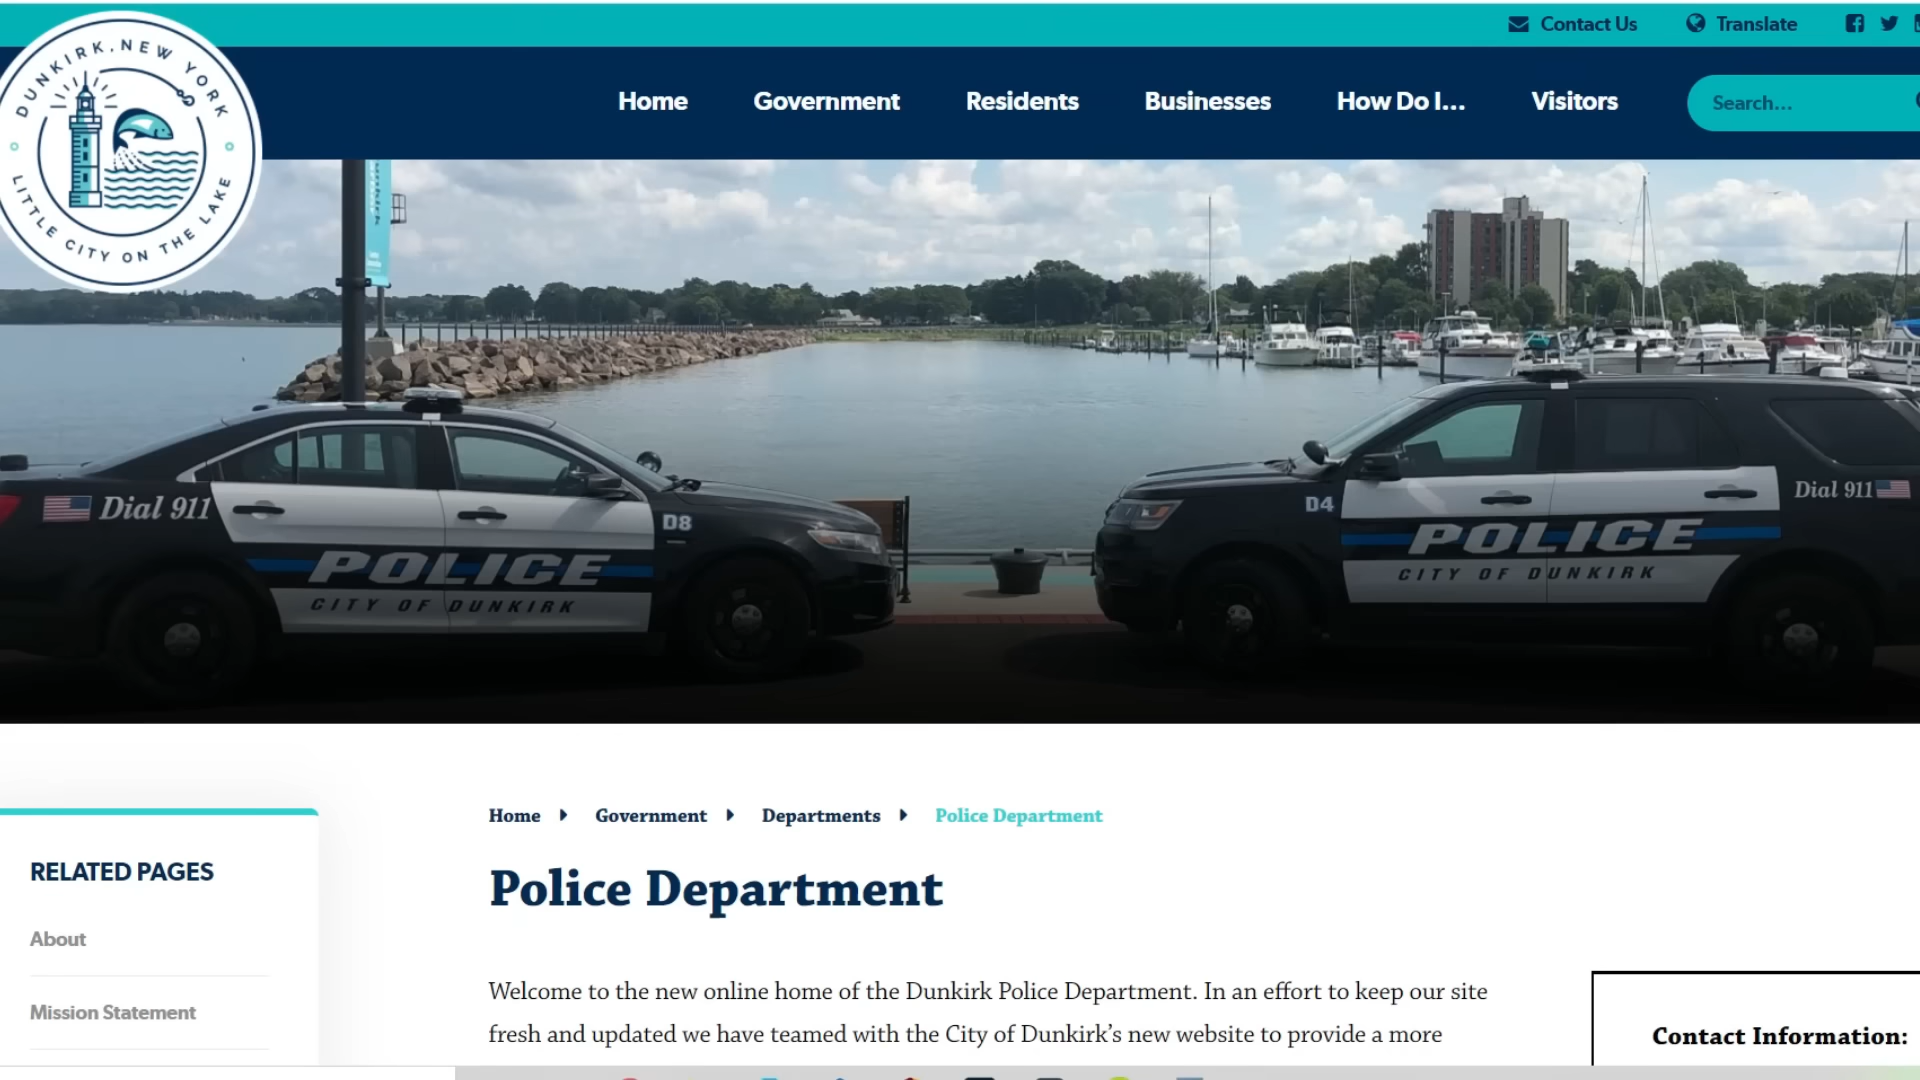 Contact Us
Translate
DUNKIRK, NEW YORK
LITTLE CITY ON THE LAKE
Home
Government
Residents
Businesses
How Do I...
Visitors
Search...
Dial 911
D8
POLICE
CITY OF DUNKIRK
D4
Dial 911
POLICE
CITY OF DUNKIRK
Home
Government
Departments
Police Department
RELATED PAGES
About
Mission Statement
Police Department
Welcome to the new online home of the Dunkirk Police Department. In an effort to keep our site
fresh and updated we have teamed with the City of Dunkirk’s new website to provide a more
Contact Information: